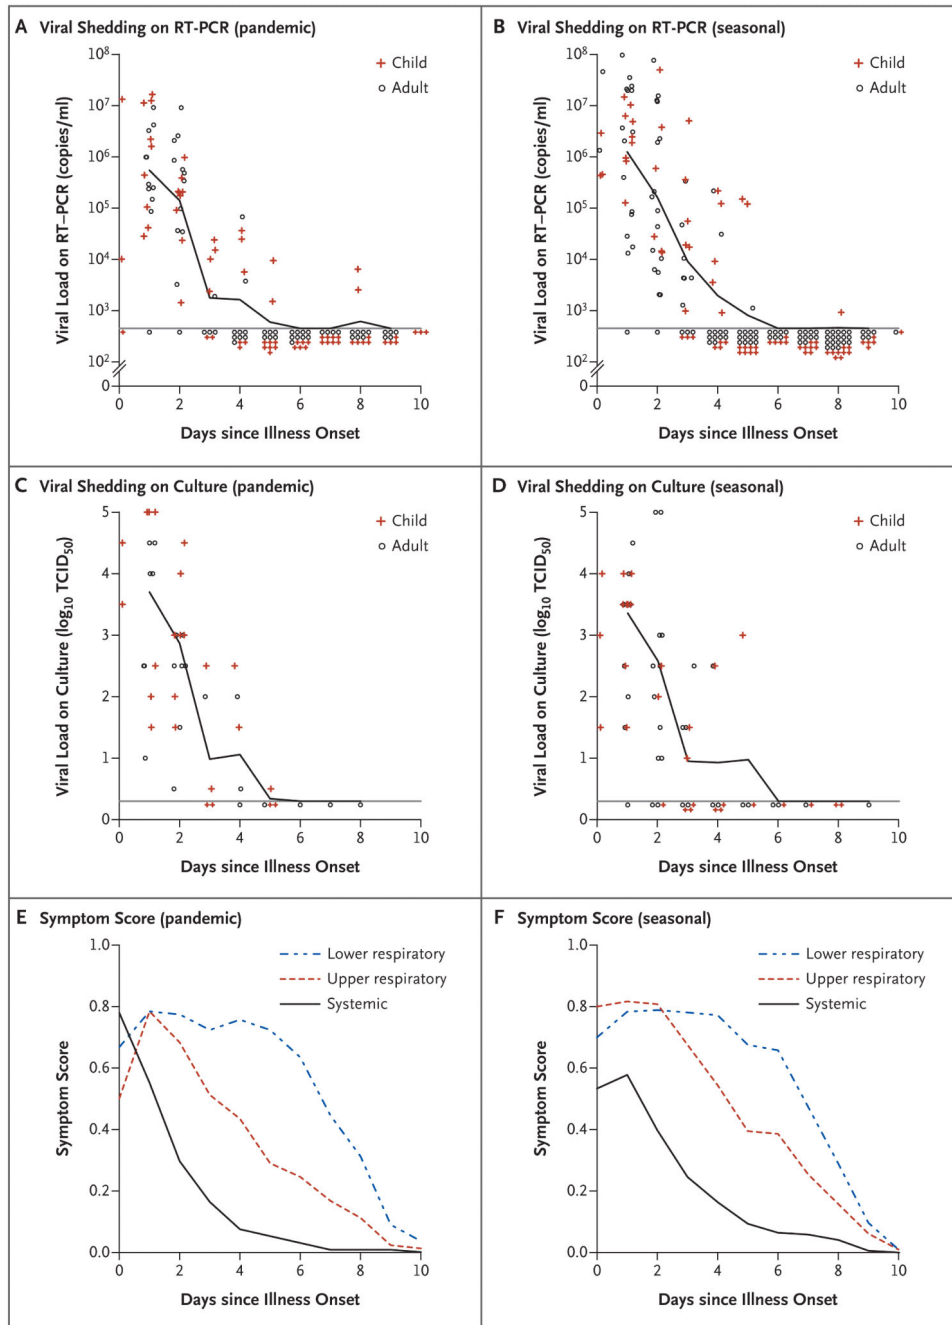 A Viral Shedding on RT-PCR (pandemic)
Viral Load on RT–PCR (copies/ml)
10⁸
10⁷
10⁶
10⁵
10⁴
10³
10²
0
Child
Adult
0 2 4 6 8 10
Days since Illness Onset
B Viral Shedding on RT-PCR (seasonal)
Viral Load on RT–PCR (copies/ml)
10⁸
10⁷
10⁶
10⁵
10⁴
10³
10²
0
Child
Adult
0 2 4 6 8 10
Days since Illness Onset
C Viral Shedding on Culture (pandemic)
Viral Load on Culture (log₁₀ TCID₅₀)
5
4
3
2
1
0
Child
Adult
0 2 4 6 8 10
Days since Illness Onset
D Viral Shedding on Culture (seasonal)
Viral Load on Culture (log₁₀ TCID₅₀)
5
4
3
2
1
0
Child
Adult
0 2 4 6 8 10
Days since Illness Onset
E Symptom Score (pandemic)
Symptom Score
1.0
0.8
0.6
0.4
0.2
0.0
Lower respiratory
Upper respiratory
Systemic
0 2 4 6 8 10
Days since Illness Onset
F Symptom Score (seasonal)
Symptom Score
1.0
0.8
0.6
0.4
0.2
0.0
Lower respiratory
Upper respiratory
Systemic
0 2 4 6 8 10
Days since Illness Onset